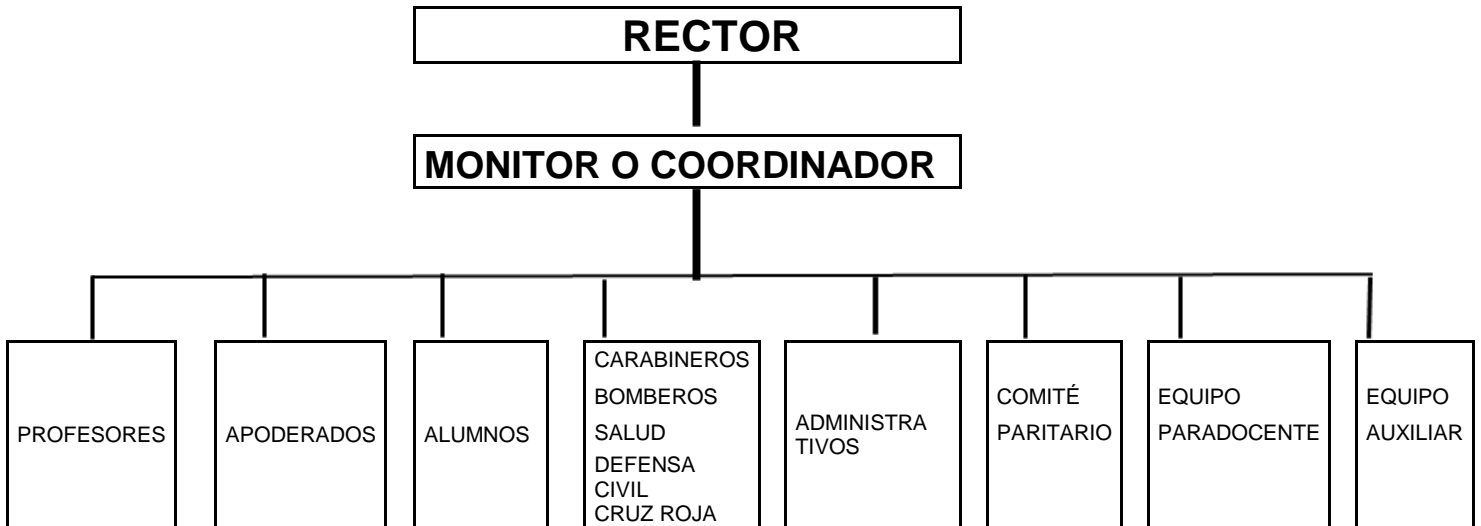 RECTOR
MONITOR O COORDINADOR
PROFESORES
APODERADOS
ALUMNOS
CARABINEROS
BOMBEROS
SALUD
DEFENSA
CIVIL
CRUZ ROJA
ADMINISTRA
TIVOS
COMITÉ
PARITARIO
EQUIPO
PARADOCENTE
EQUIPO
AUXILIAR